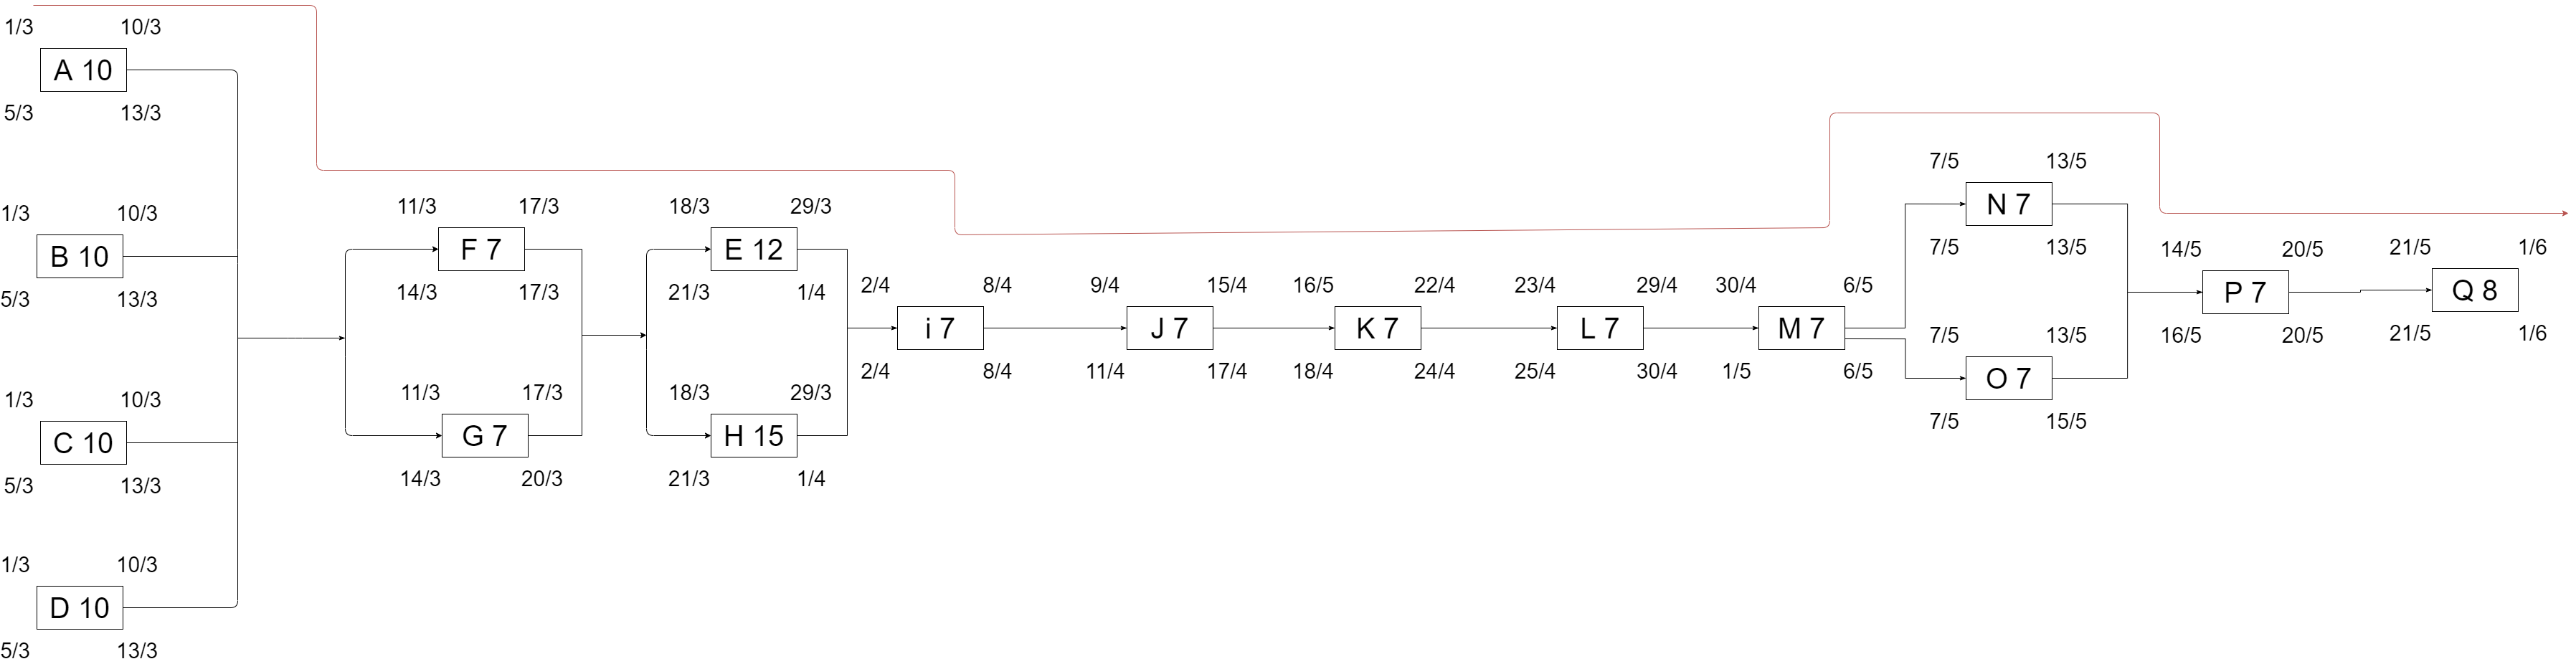 1/3 10/3
A 10
5/3 13/3
1/3 10/3
B 10
5/3 13/3
1/3 10/3
C 10
5/3 13/3
1/3 10/3
D 10
5/3 13/3
11/3 17/3
F 7
14/3 17/3
11/3 17/3
G 7
14/3 20/3
18/3 29/3
E 12
21/3 1/4
18/3 29/3
H 15
21/3 1/4
2/4 8/4
i 7
2/4 8/4
9/4 15/4
J 7
11/4 17/4
16/5 22/4
K 7
18/4 24/4
23/4 29/4
L 7
25/4 30/4
30/4 6/5
M 7
1/5 6/5
7/5 13/5
N 7
7/5 13/5
7/5 13/5
O 7
7/5 15/5
14/5 20/5
P 7
16/5 20/5
21/5 1/6
Q 8
21/5 1/6